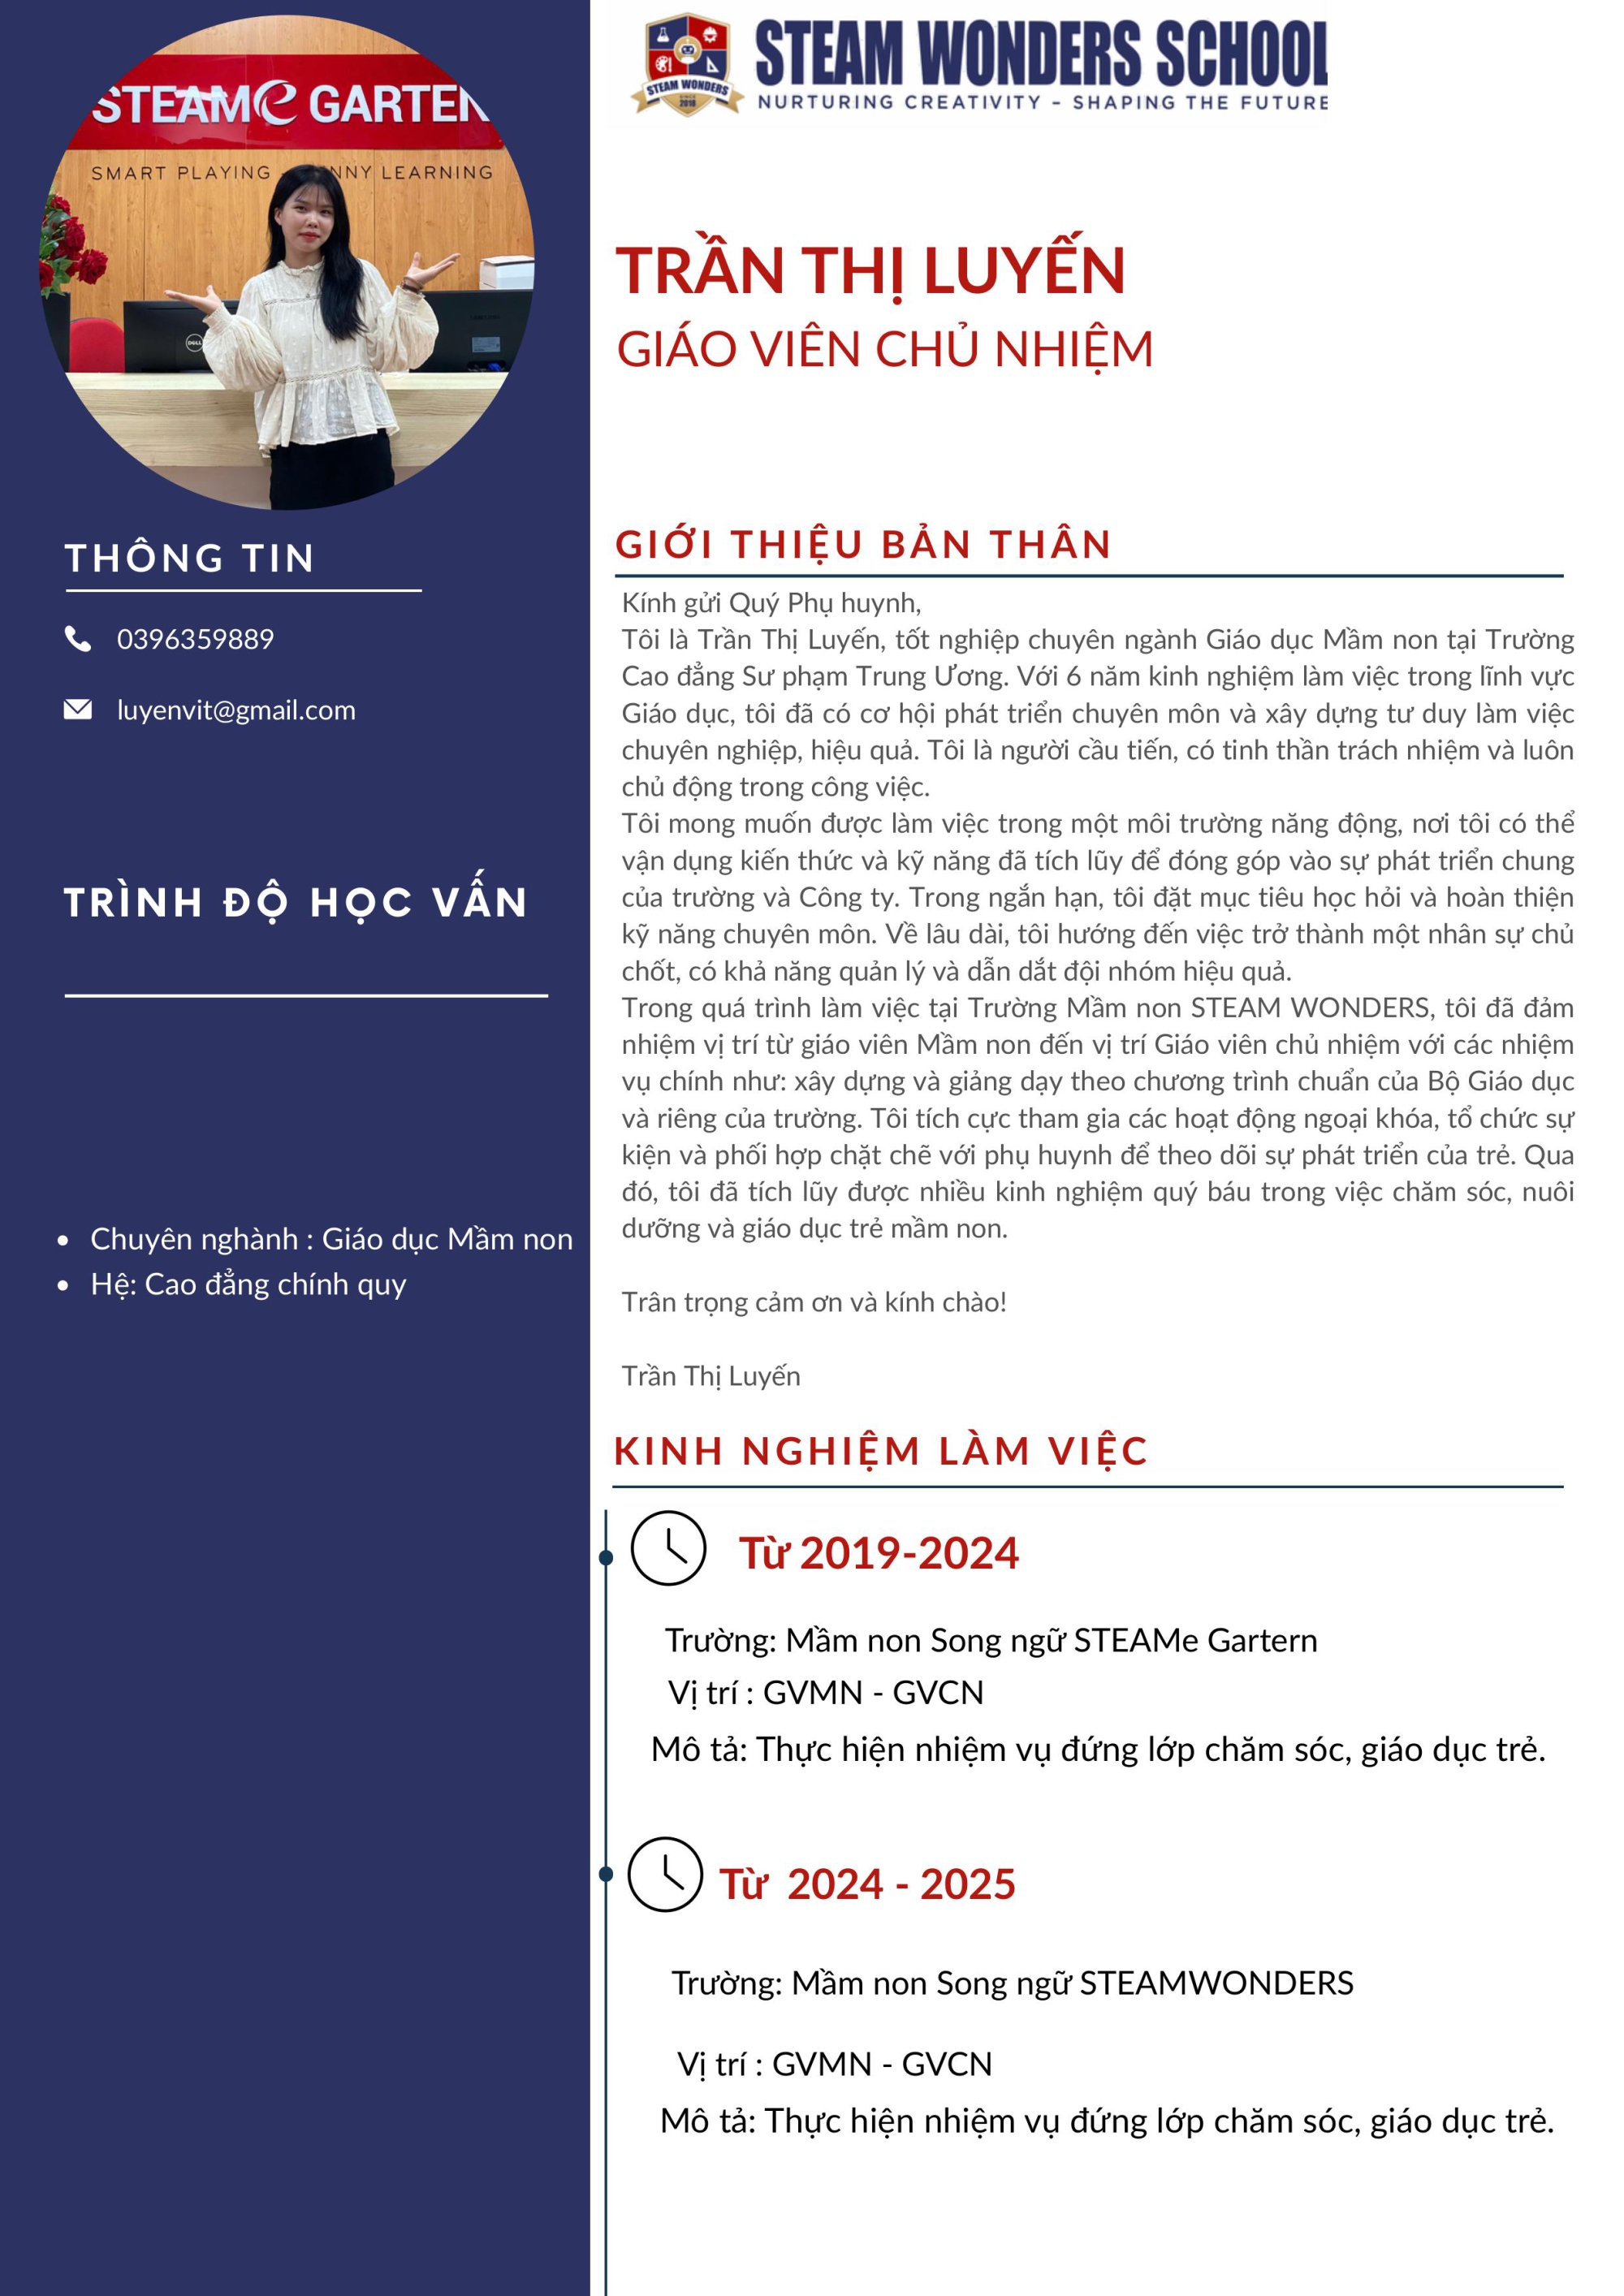 STEAMe GARTEN
SMART PLAYING - NNY LEARNING
DELL
THÔNG TIN
0396359889
luyenvit@gmail.com
TRÌNH ĐỘ HỌC VẤN
Chuyên nghành : Giáo dục Mầm non
Hệ: Cao đẳng chính quy
STEAM WONDERS
SINCE
2018
STEAM WONDERS SCHOOL
NURTURING CREATIVITY - SHAPING THE FUTURE
TRẦN THỊ LUYẾN
GIÁO VIÊN CHỦ NHIỆM
GIỚI THIỆU BẢN THÂN
Kính gửi Quý Phụ huynh,
Tôi là Trần Thị Luyến, tốt nghiệp chuyên ngành Giáo dục Mầm non tại Trường
Cao đẳng Sư phạm Trung Ương. Với 6 năm kinh nghiệm làm việc trong lĩnh vực
Giáo dục, tôi đã có cơ hội phát triển chuyên môn và xây dựng tư duy làm việc
chuyên nghiệp, hiệu quả. Tôi là người cầu tiến, có tinh thần trách nhiệm và luôn
chủ động trong công việc.
Tôi mong muốn được làm việc trong một môi trường năng động, nơi tôi có thể
vận dụng kiến thức và kỹ năng đã tích lũy để đóng góp vào sự phát triển chung
của trường và Công ty. Trong ngắn hạn, tôi đặt mục tiêu học hỏi và hoàn thiện
kỹ năng chuyên môn. Về lâu dài, tôi hướng đến việc trở thành một nhân sự chủ
chốt, có khả năng quản lý và dẫn dắt đội nhóm hiệu quả.
Trong quá trình làm việc tại Trường Mầm non STEAM WONDERS, tôi đã đảm
nhiệm vị trí từ giáo viên Mầm non đến vị trí Giáo viên chủ nhiệm với các nhiệm
vụ chính như: xây dựng và giảng dạy theo chương trình chuẩn của Bộ Giáo dục
và riêng của trường. Tôi tích cực tham gia các hoạt động ngoại khóa, tổ chức sự
kiện và phối hợp chặt chẽ với phụ huynh để theo dõi sự phát triển của trẻ. Qua
đó, tôi đã tích lũy được nhiều kinh nghiệm quý báu trong việc chăm sóc, nuôi
dưỡng và giáo dục trẻ mầm non.
Trân trọng cảm ơn và kính chào!
Trần Thị Luyến
KINH NGHIỆM LÀM VIỆC
Từ 2019-2024
Trường: Mầm non Song ngữ STEAMe Gartern
Vị trí : GVMN - GVCN
Mô tả: Thực hiện nhiệm vụ đứng lớp chăm sóc, giáo dục trẻ.
Từ 2024 - 2025
Trường: Mầm non Song ngữ STEAMWONDERS
Vị trí : GVMN - GVCN
Mô tả: Thực hiện nhiệm vụ đứng lớp chăm sóc, giáo dục trẻ.